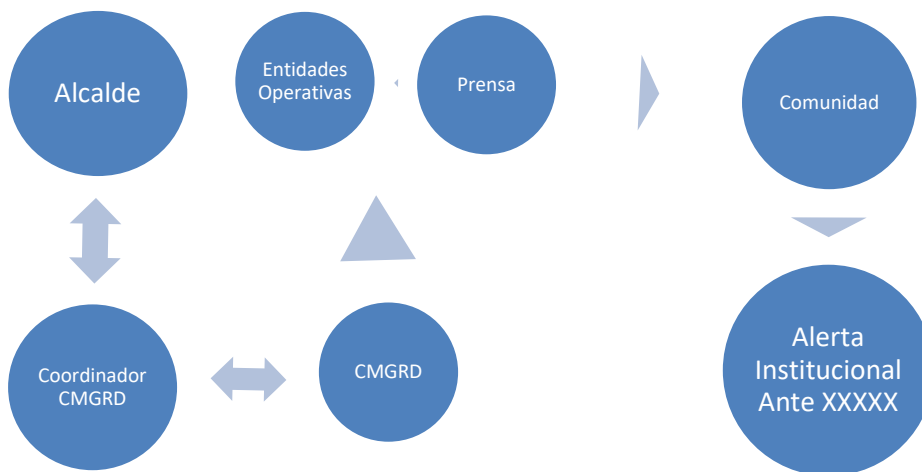 Alcalde
Entidades
Operativas
Prensa
Comunidad
Coordinador
CMGRD
CMGRD
Alerta
Institucional
Ante XXXXX